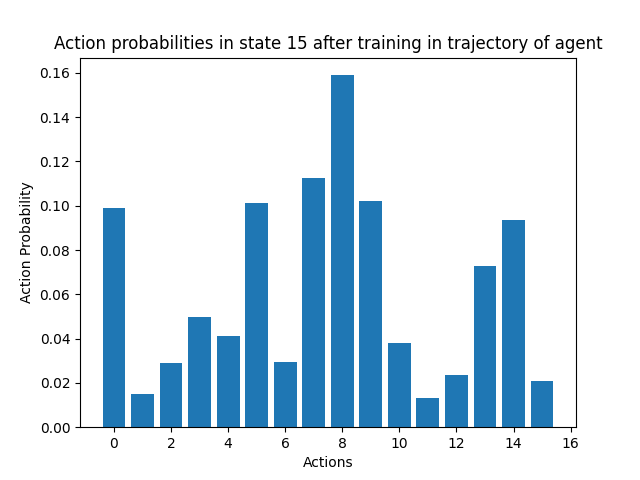 Action probabilities in state 15 after training in trajectory of agent
0.16
0.14
0.12
0.10
0.08
0.06
0.04
0.02
0.00
Action Probability
0 2 4 6 8 10 12 14 16
Actions